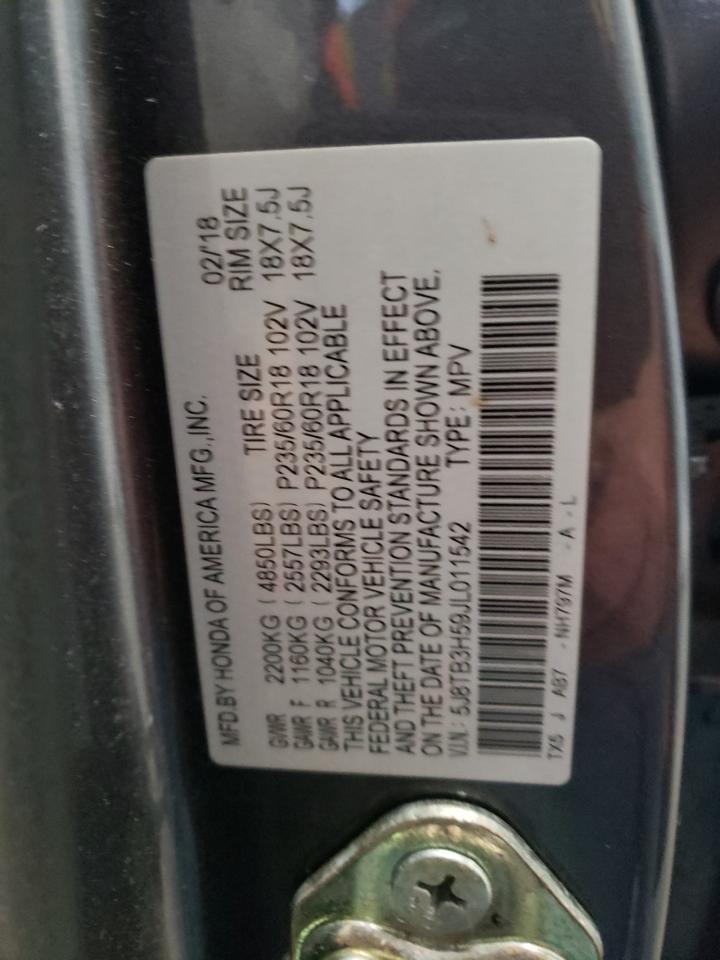 MFD.BY HONDA OF AMERICA MFG.,INC. 02/'18
TIRE SIZE RIM SIZE
GVWR 2200KG ( 4850LBS)
GAWR F 1160KG ( 2557LBS) P235/60R18 102V 18X7.5J
GAWR R 1040KG ( 2293LBS) P235/60R18 102V 18X7.5J
THIS VEHICLE CONFORMS TO ALL APPLICABLE
FEDERAL MOTOR VEHICLE SAFETY
AND THEFT PREVENTION STANDARDS IN EFFECT
ON THE DATE OF MANUFACTURE SHOWN ABOVE.
V.I.N.: 5J8TB3H59JL011542 TYPE: MPV
TX5 J AB7 - NH797M - A - L